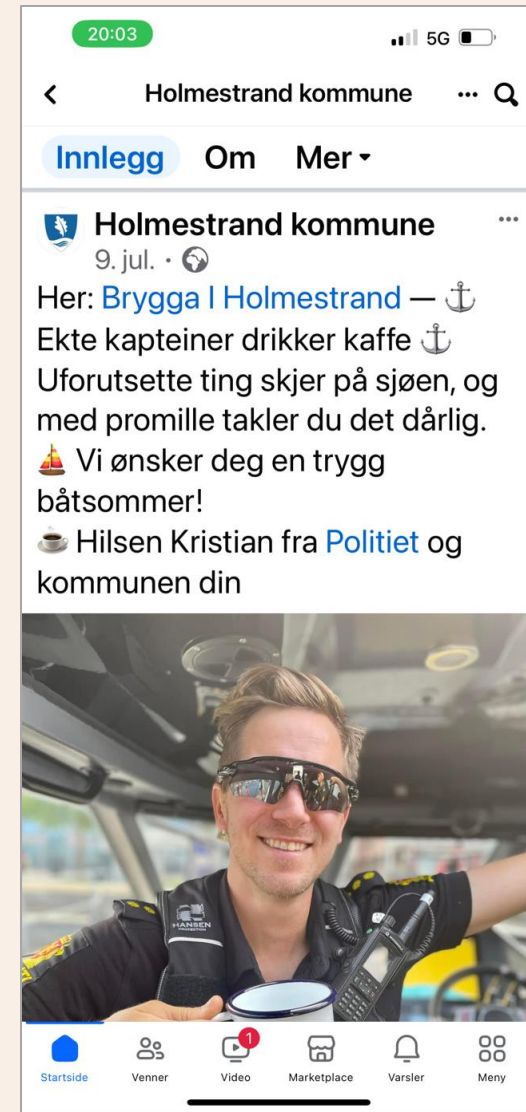 20:03
5G
Holmestrand kommune
Innlegg Om Mer
Holmestrand kommune
9. jul. ·
Her: Brygga I Holmestrand — ⚓
Ekte kapteiner drikker kaffe ⚓
Uforutsette ting skjer på sjøen, og
med promille takler du det dårlig.
⛵ Vi ønsker deg en trygg
båtsommer!
☕ Hilsen Kristian fra Politiet og
kommunen din
HANSEN
PROTECTION
1
Startside Venner Video Marketplace Varsler Meny